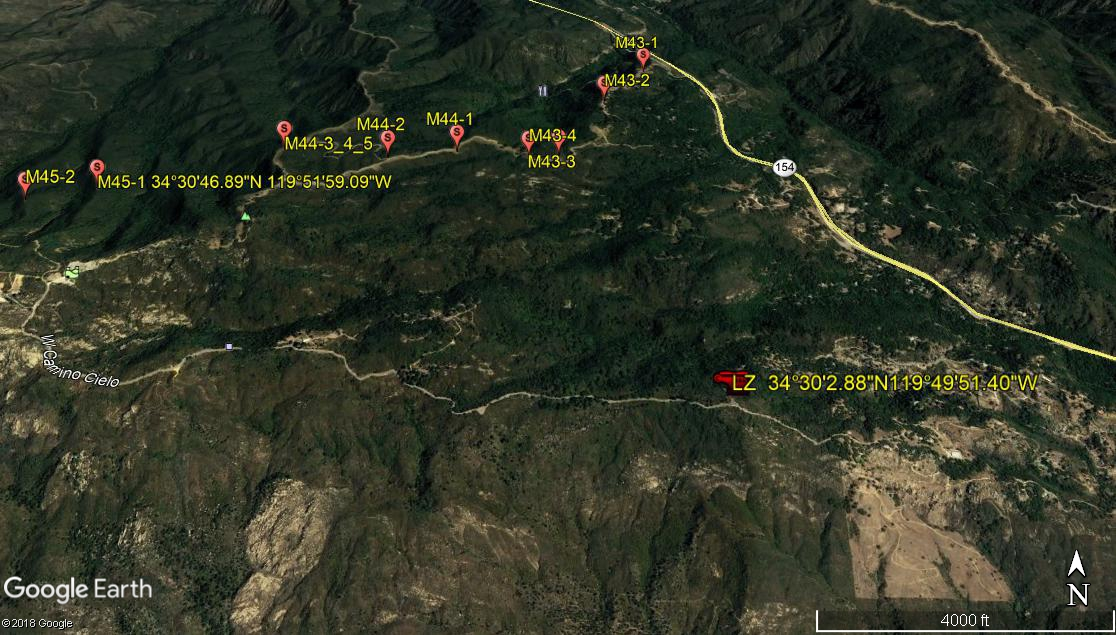 M43-1
M43-2
154
M44-1
M44-2
M43-4
M44-3_4_5
M43-3
M45-2
M45-1 34°30'46.89"N 119°51'59.09"W
W Camino Cielo
LZ 34°30'2.88"N119°49'51.40"W
Google Earth
©2018 Google
N
4000 ft